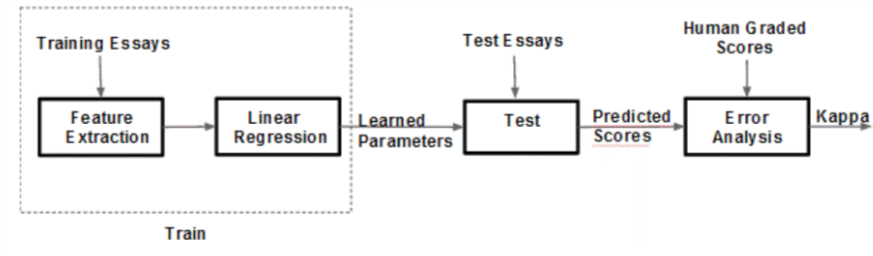 Training Essays
Feature
Extraction
Linear
Regression
Learned
Parameters
Test Essays
Test
Predicted
Scores
Human Graded
Scores
Error
Analysis
Kappa
Train